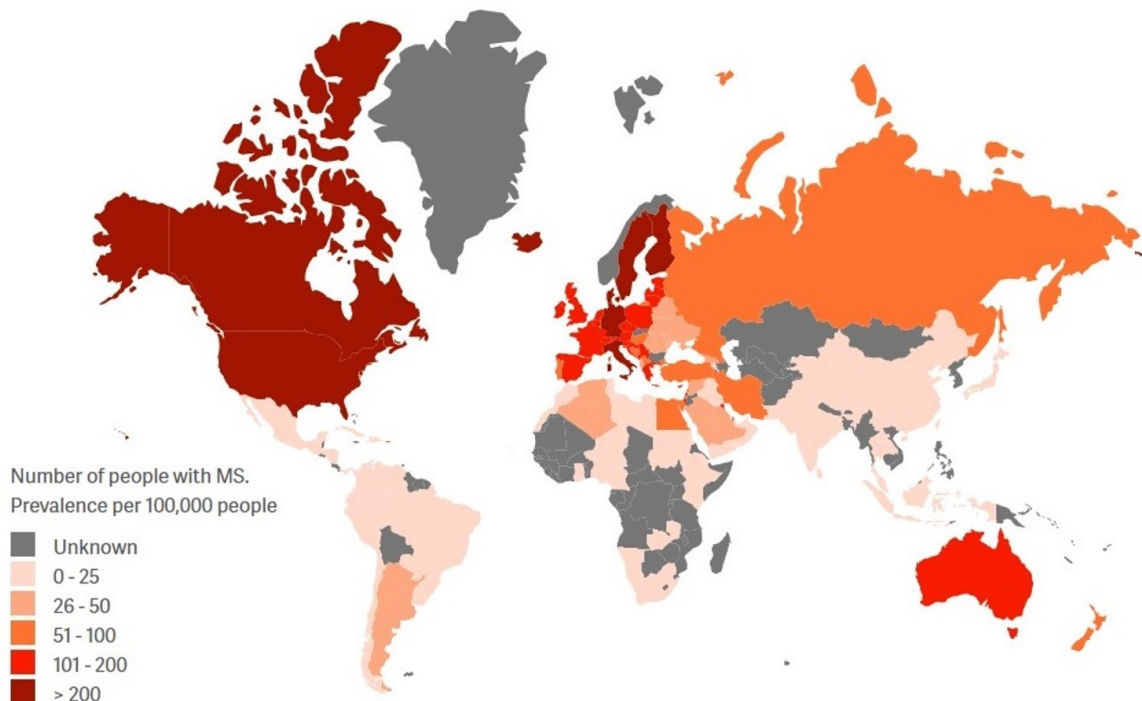 Number of people with MS.
Prevalence per 100,000 people
Unknown
0 - 25
26 - 50
51 - 100
101 - 200
> 200